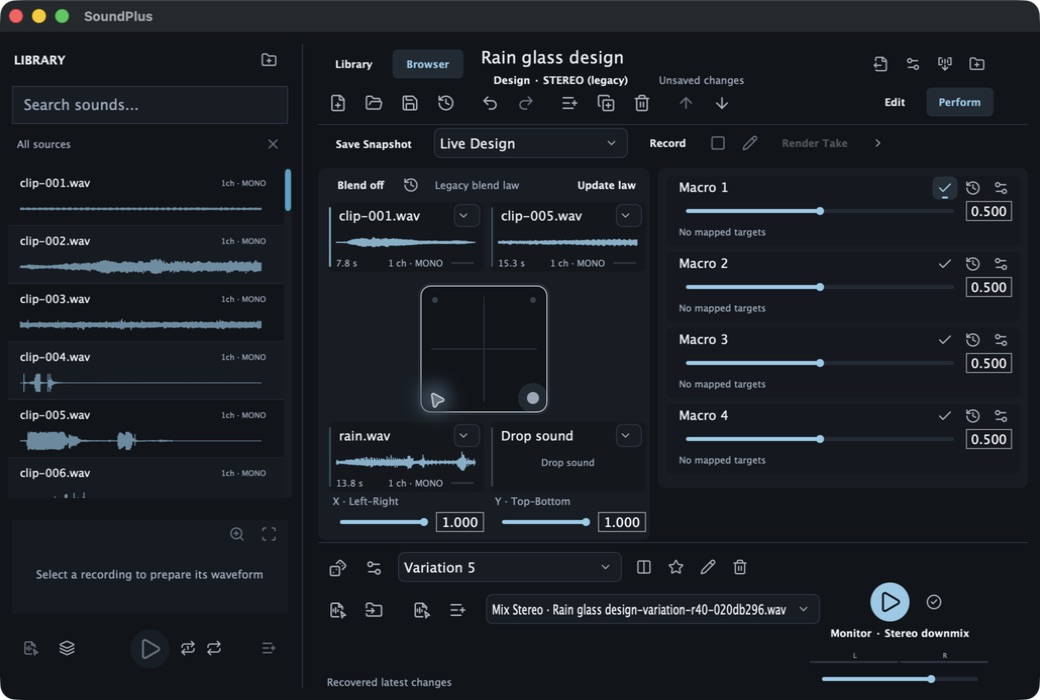 SoundPlus
LIBRARY
Search sounds...
All sources
clip-001.wav 1ch · MONO
clip-002.wav 1ch · MONO
clip-003.wav 1ch · MONO
clip-004.wav 1ch · MONO
clip-005.wav 1ch · MONO
clip-006.wav 1ch · MONO
Select a recording to prepare its waveform
Library Browser Rain glass design
Design · STEREO (legacy) Unsaved changes
Edit Perform
Save Snapshot Live Design Record Render Take
Blend off Legacy blend law Update law
clip-001.wav
7.8 s 1 ch · MONO
clip-005.wav
15.3 s 1 ch · MONO
rain.wav
13.8 s 1 ch · MONO
Drop sound
Drop sound
X · Left-Right
1.000
Y · Top-Bottom
1.000
Macro 1
0.500
No mapped targets
Macro 2
0.500
No mapped targets
Macro 3
0.500
No mapped targets
Macro 4
0.500
No mapped targets
Variation 5
Mix Stereo · Rain glass design-variation-r40-020db296.wav
Monitor · Stereo downmix
L R
Recovered latest changes